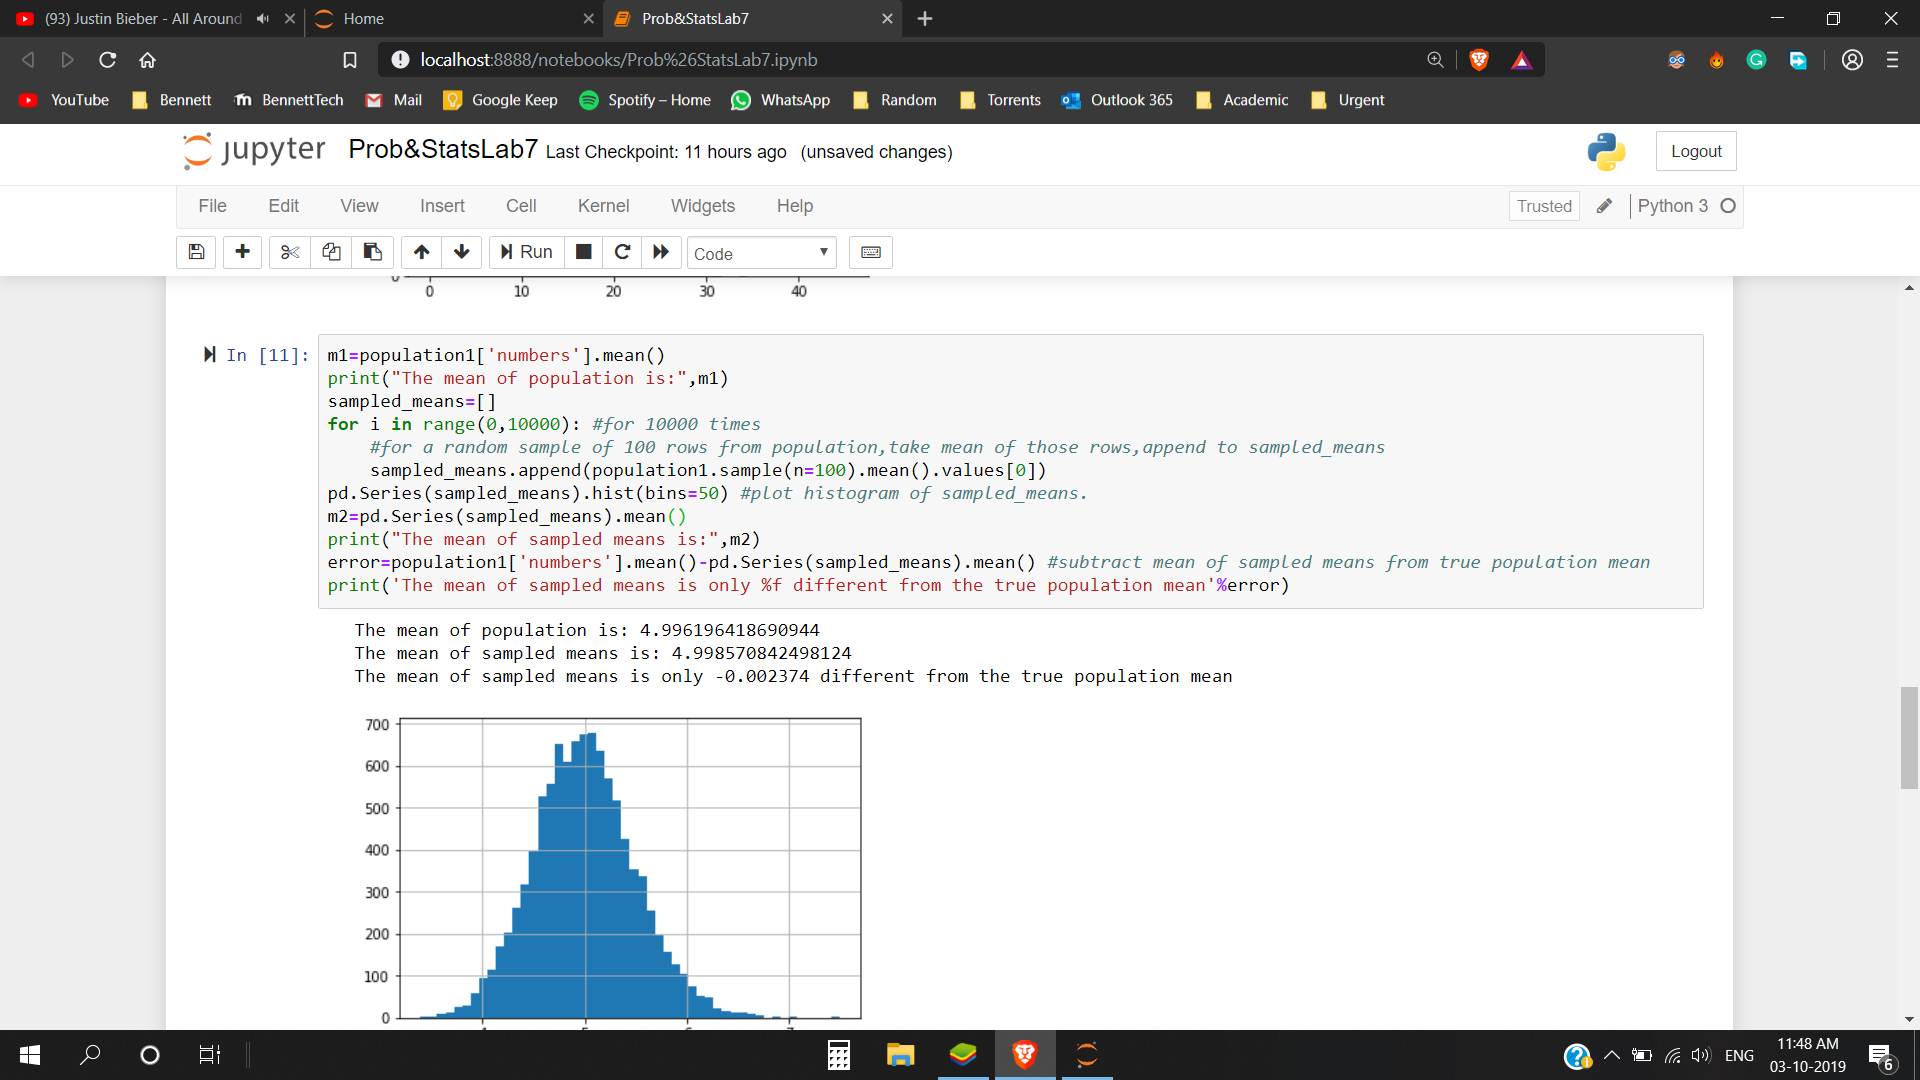 (93) Justin Bieber - All Around
Home
Prob&StatsLab7
localhost:8888/notebooks/Prob%26StatsLab7.ipynb
YouTube Bennett BennettTech Mail Google Keep Spotify – Home WhatsApp Random Torrents Outlook 365 Academic Urgent
jupyter Prob&StatsLab7 Last Checkpoint: 11 hours ago (unsaved changes)
Logout
File Edit View Insert Cell Kernel Widgets Help
Trusted Python 3
Run Code
0
0 10 20 30 40
In [11]:
m1=population1['numbers'].mean()
print("The mean of population is:",m1)
sampled_means=[]
for i in range(0,10000): #for 10000 times
    #for a random sample of 100 rows from population,take mean of those rows,append to sampled_means
    sampled_means.append(population1.sample(n=100).mean().values[0])
pd.Series(sampled_means).hist(bins=50) #plot histogram of sampled_means.
m2=pd.Series(sampled_means).mean()
print("The mean of sampled means is:",m2)
error=population1['numbers'].mean()-pd.Series(sampled_means).mean() #subtract mean of sampled means from true population mean
print('The mean of sampled means is only %f different from the true population mean'%error)
The mean of population is: 4.996196418690944
The mean of sampled means is: 4.998570842498124
The mean of sampled means is only -0.002374 different from the true population mean
700
600
500
400
300
200
100
0
ENG
11:48 AM
03-10-2019
6